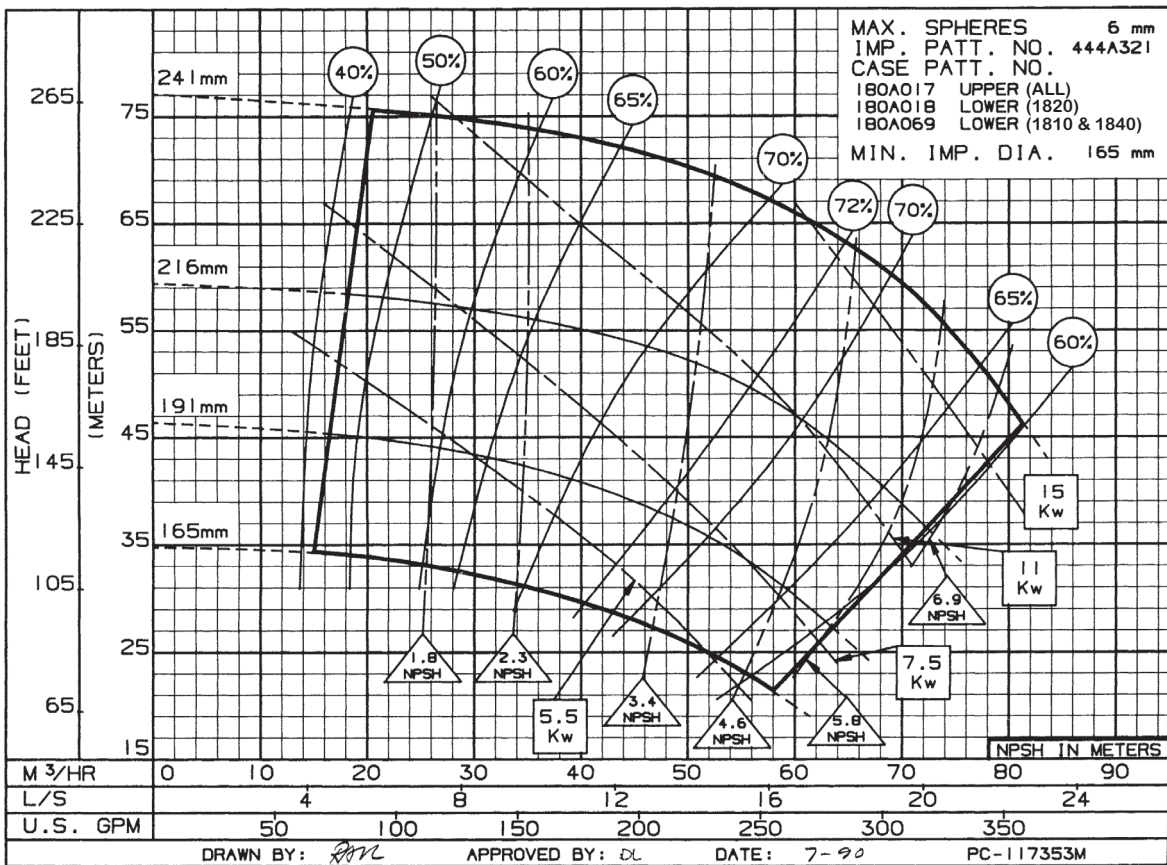 MAX. SPHERES 6 mm
IMP. PATT. NO. 444A321
CASE PATT. NO.
180A017 UPPER (ALL)
180A018 LOWER (1820)
180A069 LOWER (1810 & 1840)
MIN. IMP. DIA. 165 mm
40%
50%
60%
65%
70%
72%
70%
65%
60%
241mm
216mm
191mm
165mm
HEAD (FEET)
265
225
185
145
105
65
(METERS)
75
65
55
45
35
25
15
15 Kw
11 Kw
7.5 Kw
5.5 Kw
1.8 NPSH
2.3 NPSH
3.4 NPSH
4.6 NPSH
5.8 NPSH
6.9 NPSH
NPSH IN METERS
M³/HR 0 10 20 30 40 50 60 70 80 90
L/S 4 8 12 16 20 24
U.S. GPM 50 100 150 200 250 300 350
DRAWN BY: APPROVED BY: DL DATE: 7-90 PC-117353M